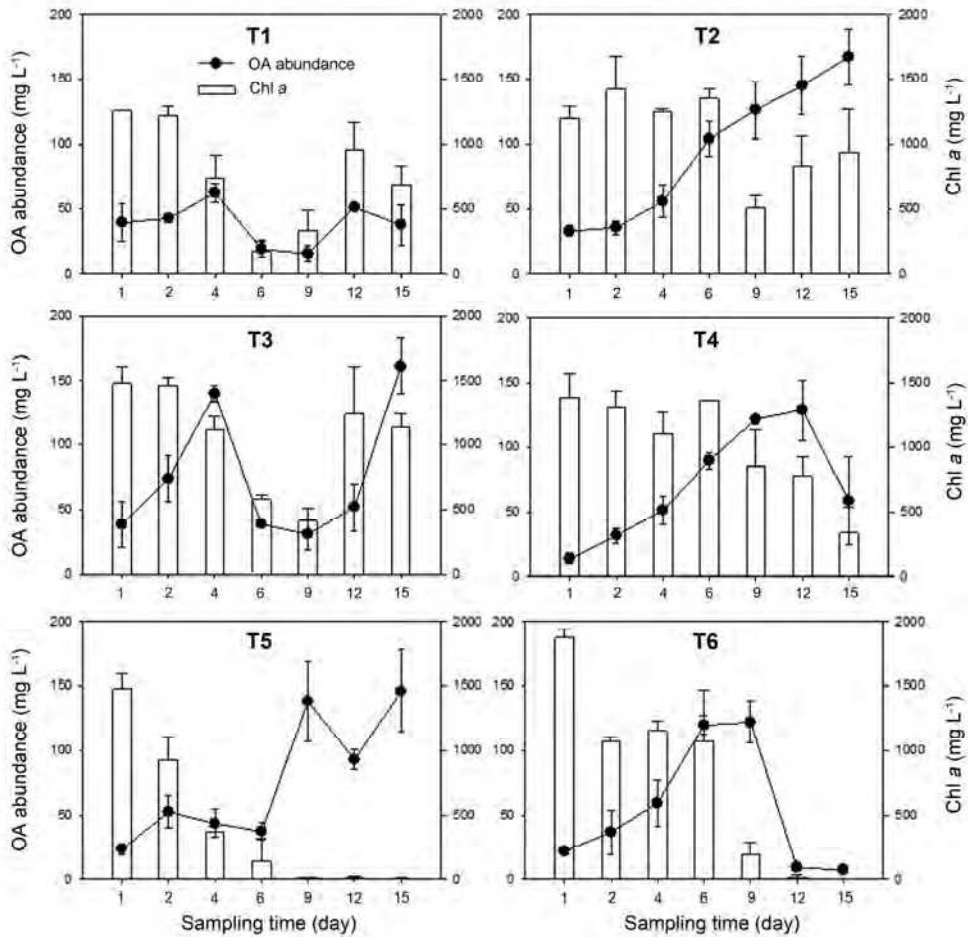 200 T1 2000 200 T2 2000
OA abundance
Chl a
150 1500 150 1500
100 1000 100 1000
50 500 50 500
0 0 0 0
1 2 4 6 9 12 15 1 2 4 6 9 12 15
OA abundance (mg L⁻¹)
Chl a (mg L⁻¹)
200 T3 2000 200 T4 2000
150 1500 150 1500
100 1000 100 1000
50 500 50 500
0 0 0 0
1 2 4 6 9 12 15 1 2 4 6 9 12 15
OA abundance (mg L⁻¹)
Chl a (mg L⁻¹)
200 T5 2000 200 T6 2000
150 1500 150 1500
100 1000 100 1000
50 500 50 500
0 0 0 0
1 2 4 6 9 12 15 1 2 4 6 9 12 15
OA abundance (mg L⁻¹)
Chl a (mg L⁻¹)
Sampling time (day) Sampling time (day)